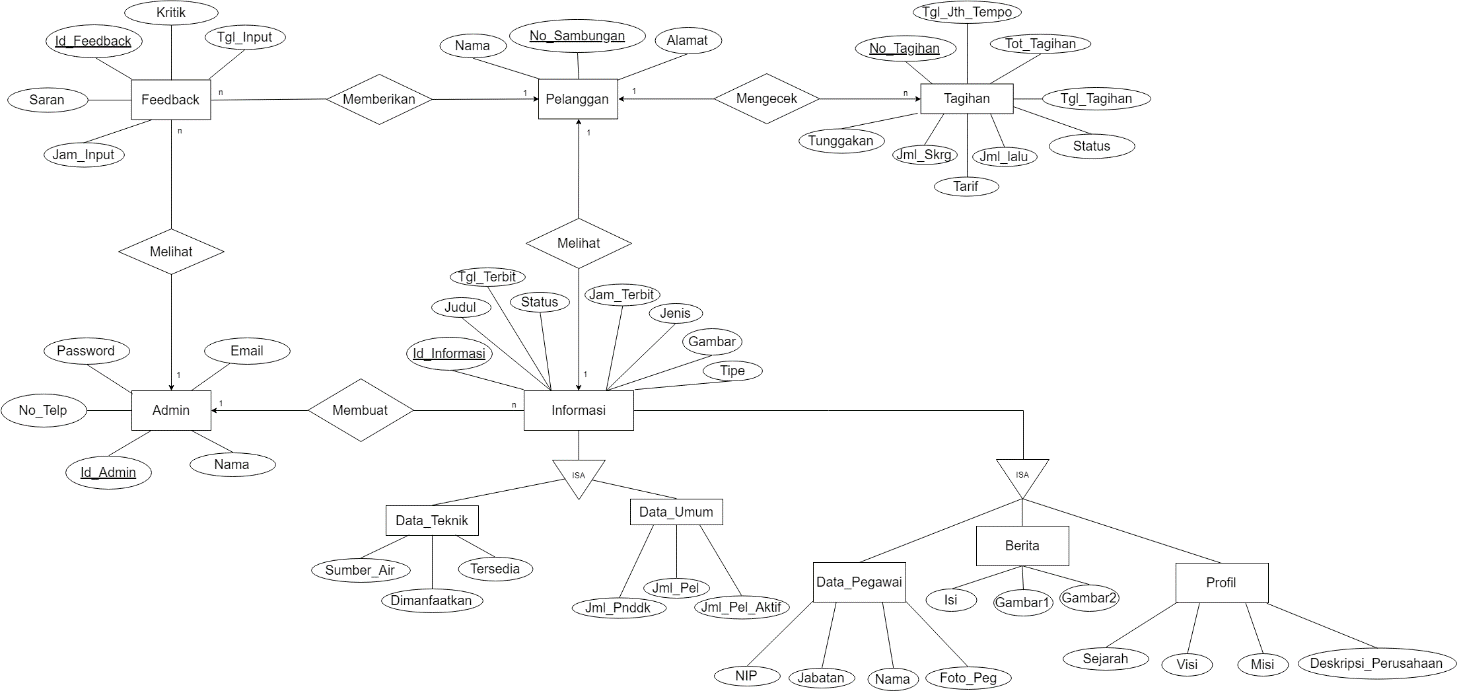 Kritik
Id_Feedback
Tgl_Input
Saran
Feedback
Jam_Input
n
n
Memberikan
1
Nama
No_Sambungan
Alamat
Pelanggan
1
1
Mengecek
n
Tgl_Jth_Tempo
No_Tagihan
Tot_Tagihan
Tagihan
Tgl_Tagihan
Tunggakan
Jml_Skrg
Jml_lalu
Status
Tarif
Melihat
1
Melihat
1
Tgl_Terbit
Judul
Status
Jam_Terbit
Jenis
Id_Informasi
Gambar
Tipe
Password
Email
No_Telp
Admin
Id_Admin
Nama
1
Membuat
n
Informasi
ISA
Data_Teknik
Sumber_Air
Tersedia
Dimanfaatkan
Data_Umum
Jml_Pnddk
Jml_Pel
Jml_Pel_Aktif
ISA
Data_Pegawai
NIP
Jabatan
Nama
Foto_Peg
Berita
Isi
Gambar1
Gambar2
Profil
Sejarah
Visi
Misi
Deskripsi_Perusahaan